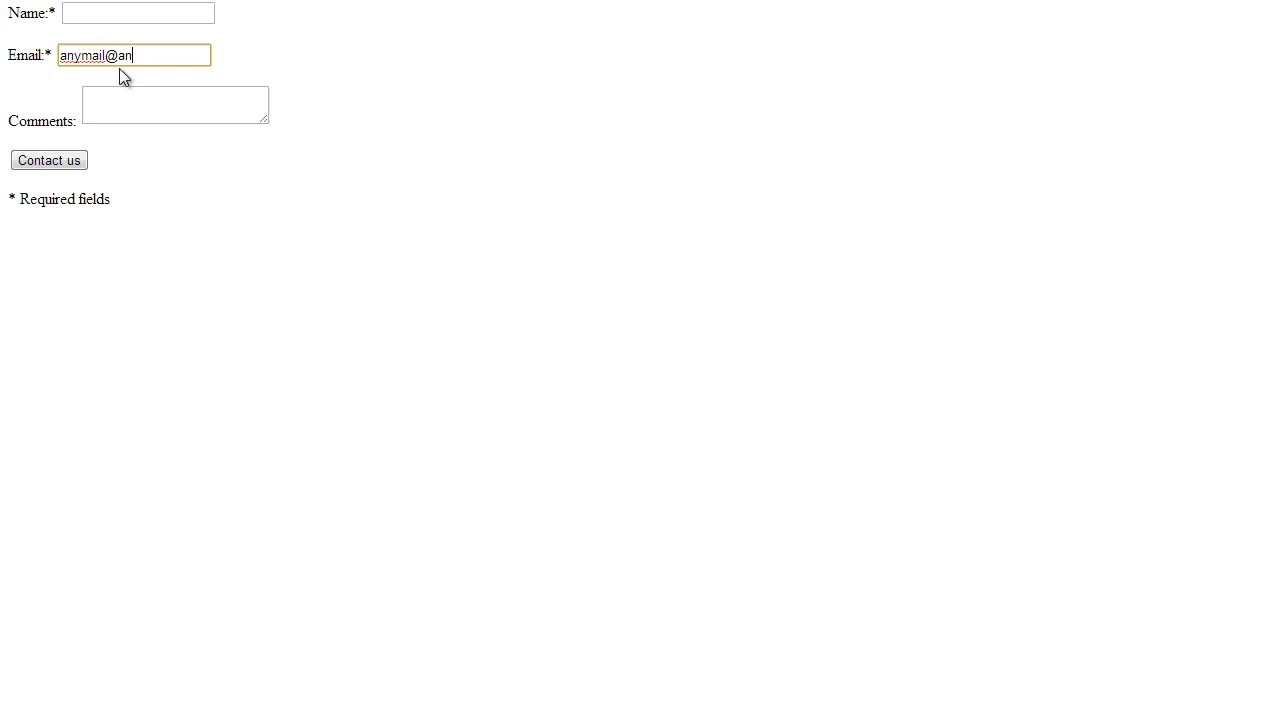 Name:*
Email:* anymail@an
Comments:
Contact us
* Required fields